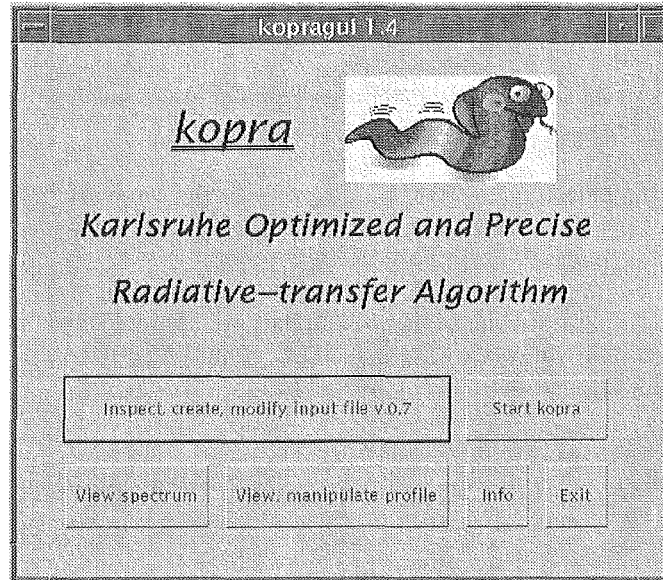 kopragui 1.4
kopra
Karlsruhe Optimized and Precise
Radiative-transfer Algorithm
Inspect, create, modify input file v.0.7
Start kopra
View spectrum
View, manipulate profile
Info
Exit